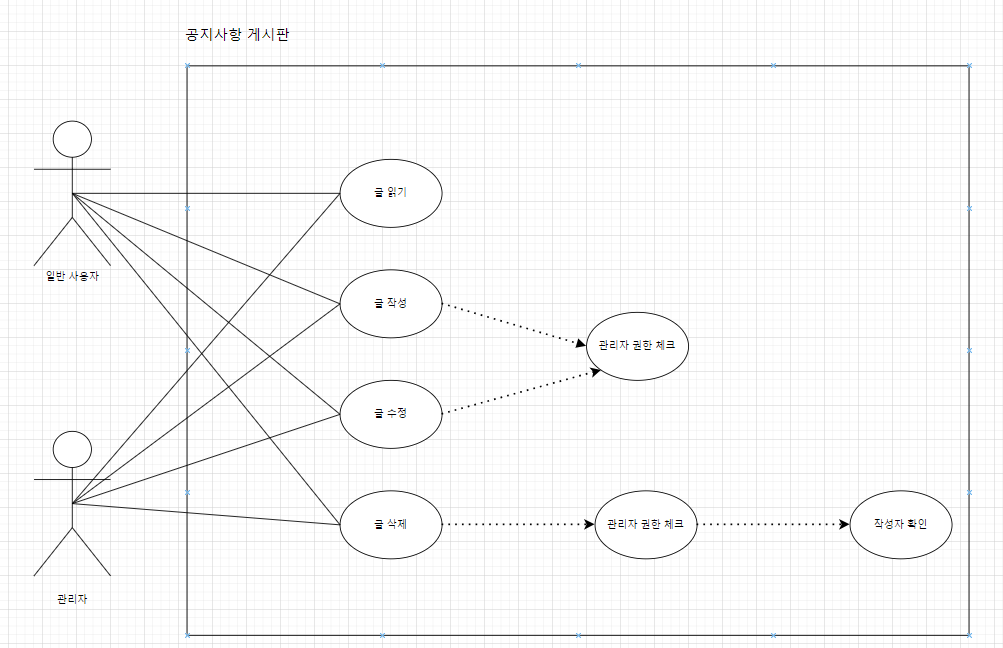 공지사항 게시판
글 읽기
일반 사용자
글 작성
관리자 권한 체크
글 수정
글 삭제
관리자 권한 체크
작성자 확인
관리자